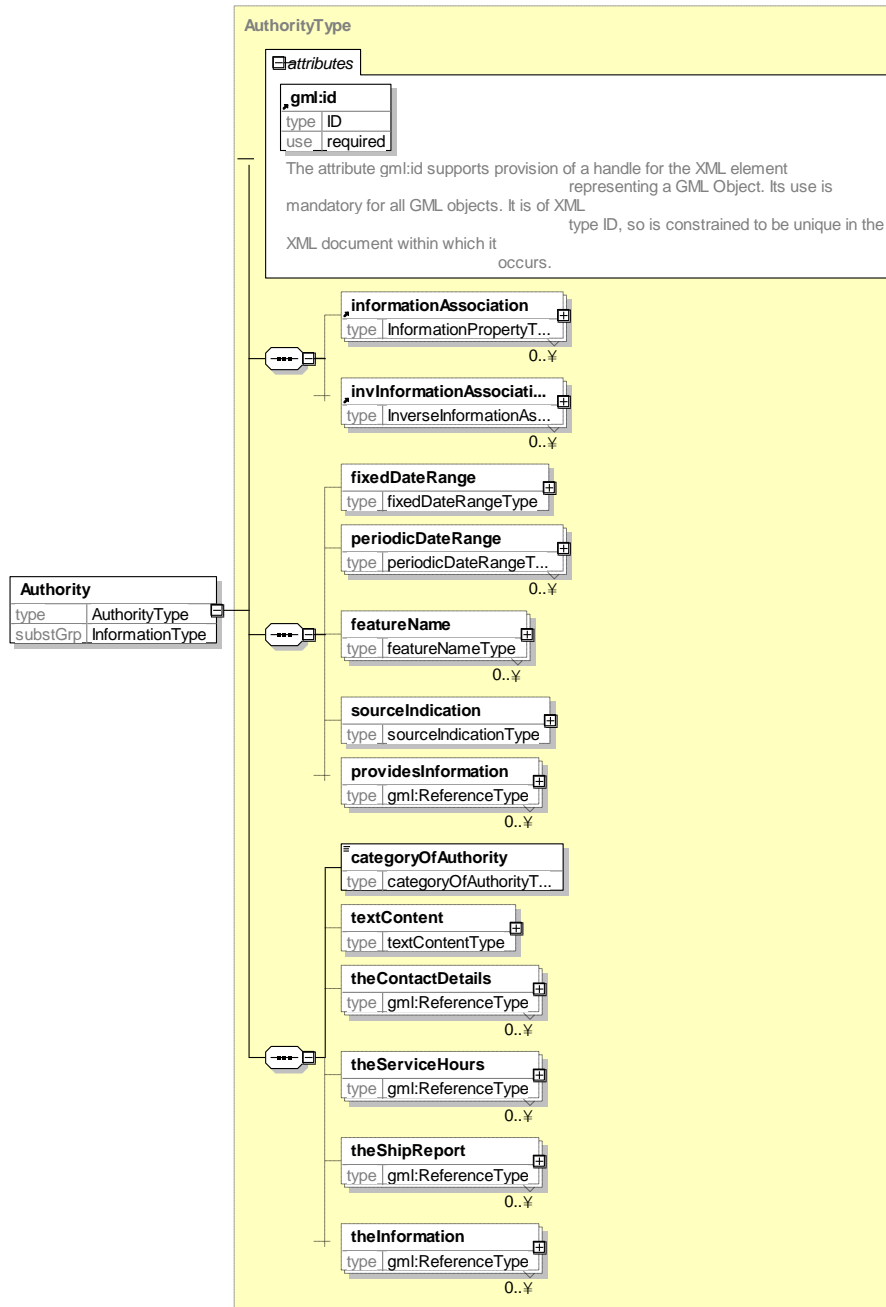 AuthorityType
attributes
gml:id
type ID
use required
The attribute gml:id supports provision of a handle for the XML element
representing a GML Object. Its use is
mandatory for all GML objects. It is of XML
type ID, so is constrained to be unique in the
XML document within which it
occurs.
informationAssociation
type InformationPropertyT...
0..¥
invInformationAssociati...
type InverseInformationAs...
0..¥
fixedDateRange
type fixedDateRangeType
periodicDateRange
type periodicDateRangeT...
0..¥
Authority
type AuthorityType
substGrp InformationType
featureName
type featureNameType
0..¥
sourceIndication
type sourceIndicationType
providesInformation
type gml:ReferenceType
0..¥
categoryOfAuthority
type categoryOfAuthorityT...
textContent
type textContentType
theContactDetails
type gml:ReferenceType
0..¥
theServiceHours
type gml:ReferenceType
0..¥
theShipReport
type gml:ReferenceType
0..¥
theInformation
type gml:ReferenceType
0..¥